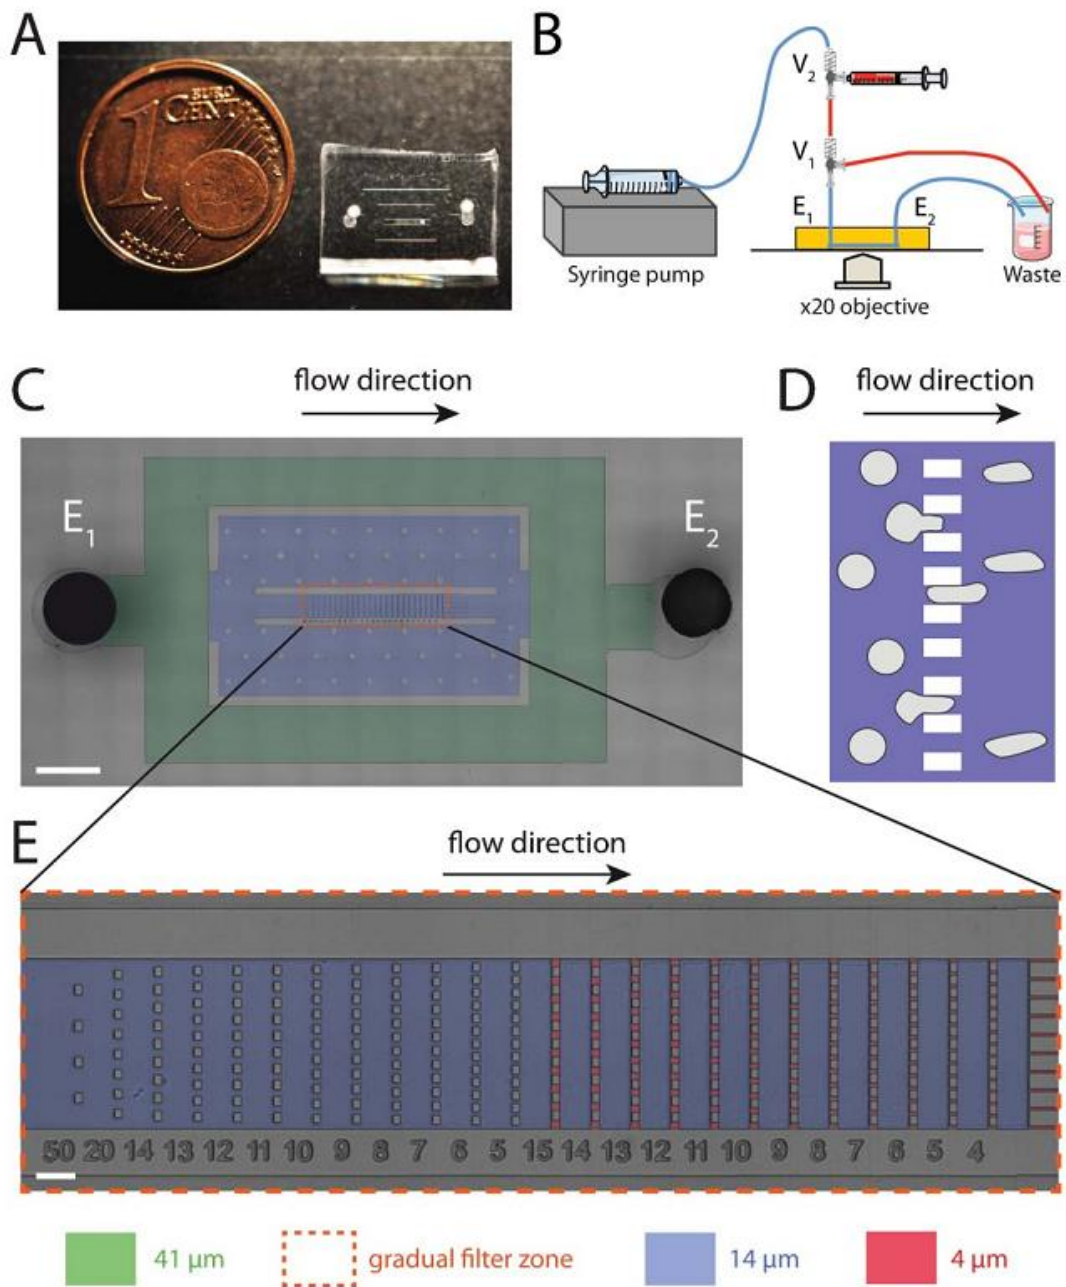 A
1
EURO
CENT
B
V2
V1
E1
E2
Syringe pump
x20 objective
Waste
C
flow direction
E1
E2
D
flow direction
E
flow direction
50 20 14 13 12 11 10 9 8 7 6 5 15 14 13 12 11 10 9 8 7 6 5 4
41 µm
gradual filter zone
14 µm
4 µm